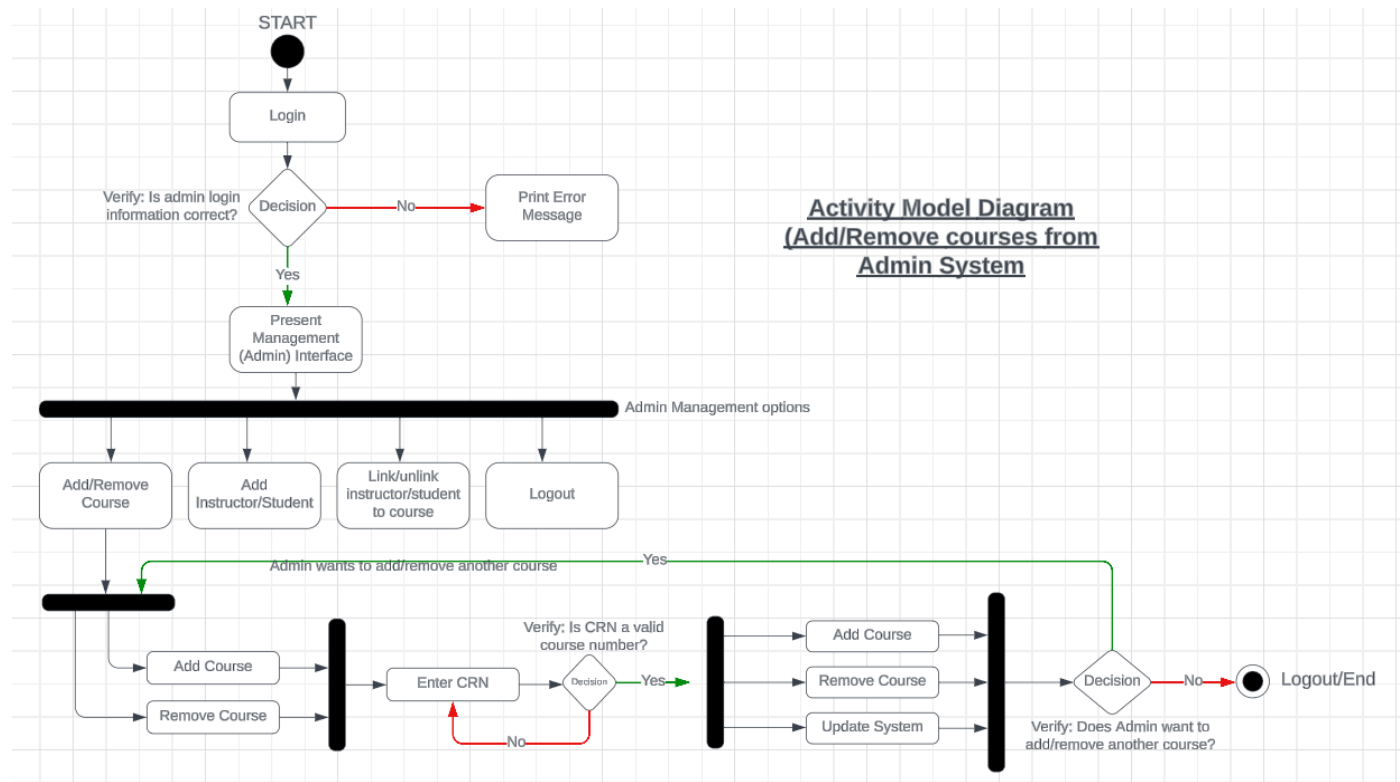 START
Login
Verify: Is admin login
information correct?
Decision
No
Print Error
Message
Activity Model Diagram
(Add/Remove courses from
Admin System
Yes
Present
Management
(Admin) Interface
Admin Management options
Add/Remove
Course
Add
Instructor/Student
Link/unlink
instructor/student
to course
Logout
Admin wants to add/remove another course
Yes
Add Course
Remove Course
Enter CRN
Verify: Is CRN a valid
course number?
Decision
Yes
No
Add Course
Remove Course
Update System
Decision
No
Logout/End
Verify: Does Admin want to
add/remove another course?